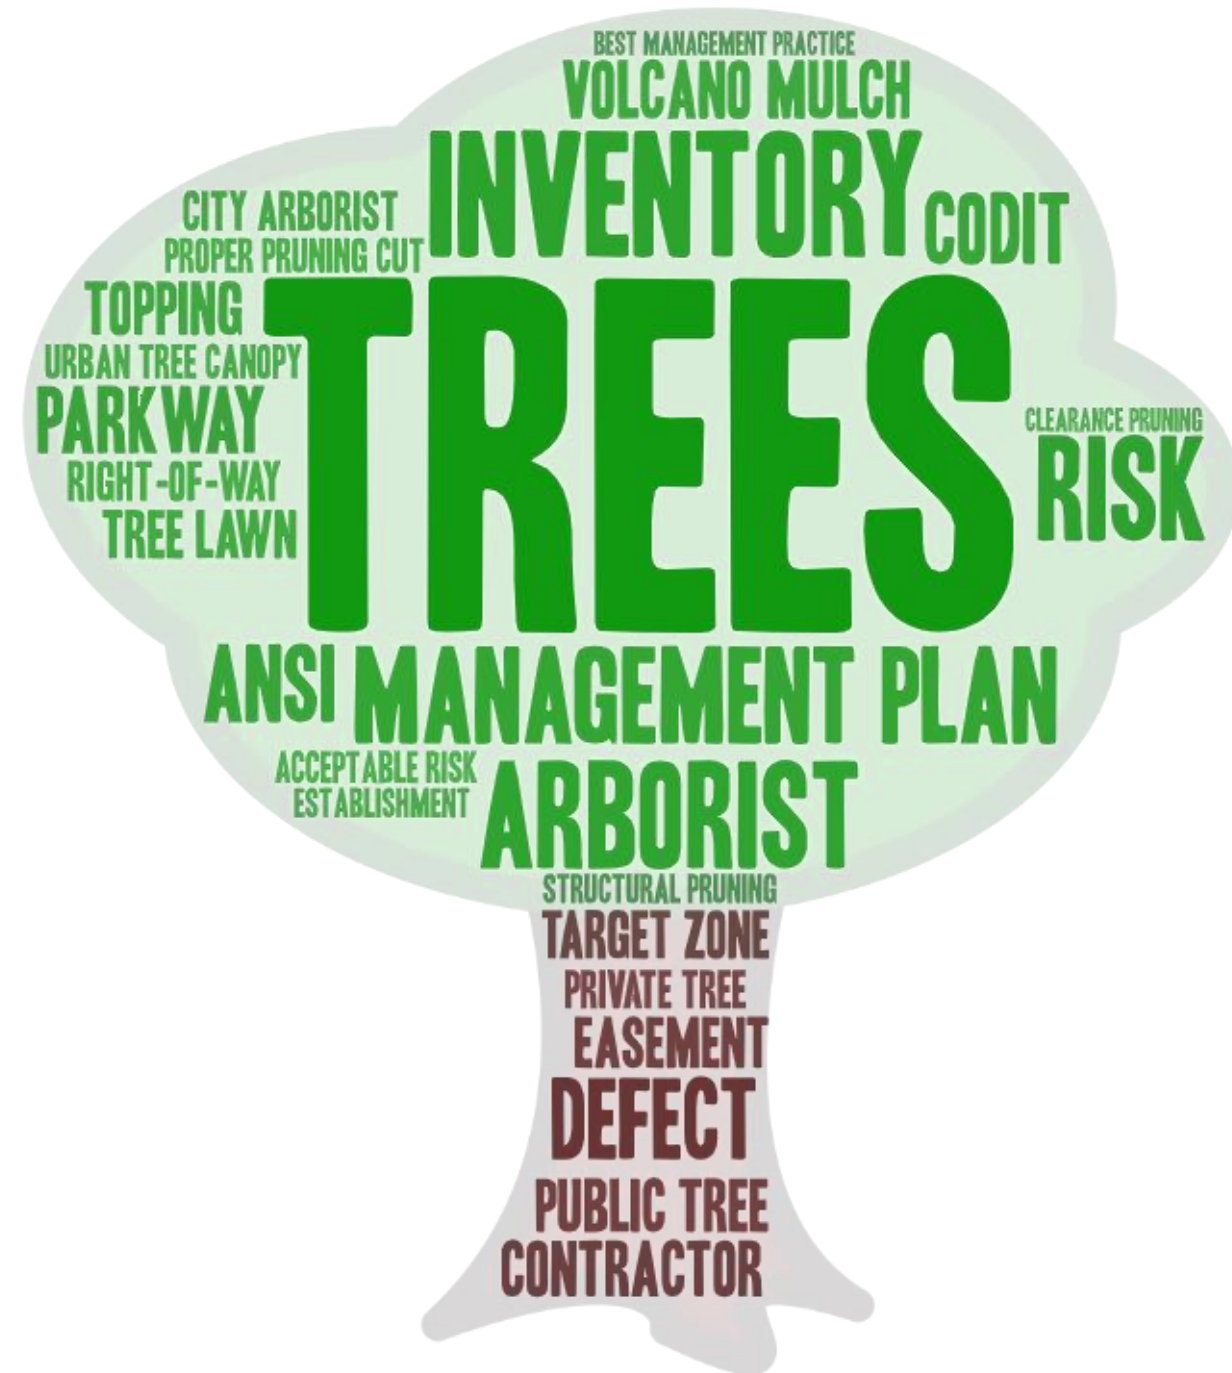 BEST MANAGEMENT PRACTICE
VOLCANO MULCH
INVENTORY
CITY ARBORIST
CODIT
PROPER PRUNING CUT
TOPPING
TREES
URBAN TREE CANOPY
PARKWAY
CLEARANCE PRUNING
RISK
RIGHT-OF-WAY
TREE LAWN
ANSI
MANAGEMENT PLAN
ACCEPTABLE RISK
ESTABLISHMENT
ARBORIST
STRUCTURAL PRUNING
TARGET ZONE
PRIVATE TREE
EASEMENT
DEFECT
PUBLIC TREE
CONTRACTOR